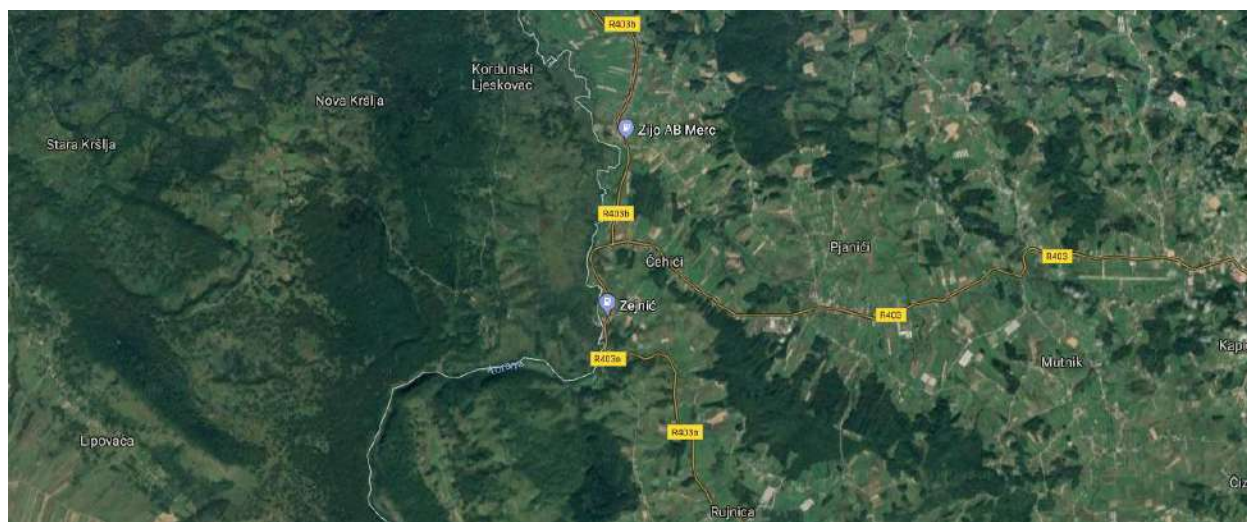 R403b
Kordunski
Ljeskovac
Nova Kršlja
Zijo AB Merc
Stara Kršlja
R403b
Pjanići
Čehići
R403
Zejnić
R403
R403a
Mutnik
R403a
Lipovača
Rujnica